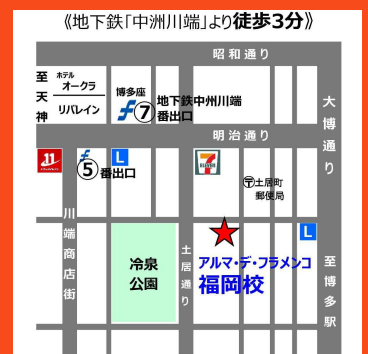 《地下鉄「中洲川端」より徒歩3分》
昭和通り
至天神
ホテル
オークラ
リバレイン
博多座
⑦
地下鉄中洲川端
番出口
大博通り
明治通り
⑤
番出口
L
7
ELEVEN
〒土居町
郵便局
川端商店街
冷泉
公園
土居通り
アルマ・デ・フラメンコ
福岡校
L
至博多駅